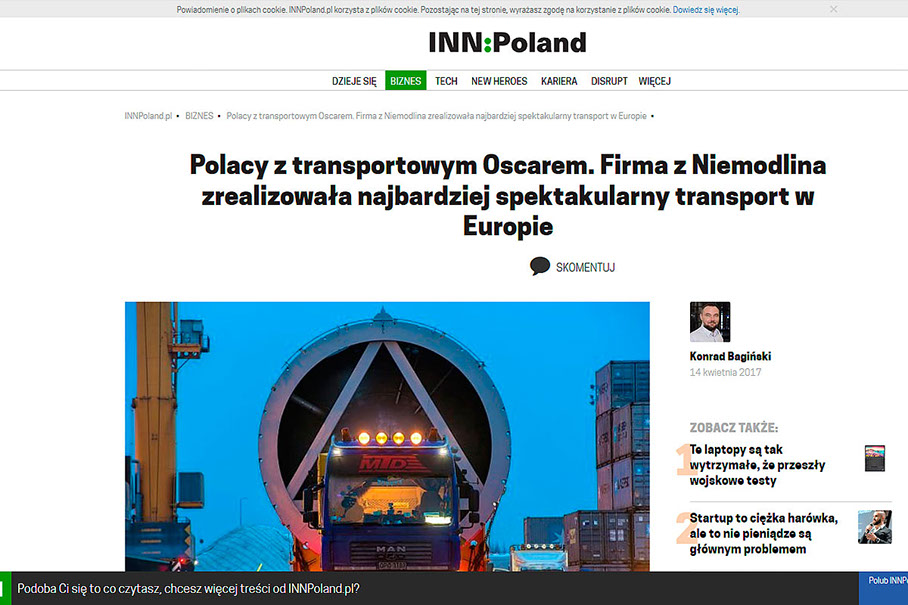 Powiadomienie o plikach cookie. INNPoland.pl korzysta z plików cookie. Pozostając na tej stronie, wyrażasz zgodę na korzystanie z plików cookie. Dowiedz się więcej.
INN:Poland
DZIEJE SIĘ BIZNES TECH NEW HEROES KARIERA DISRUPT WIĘCEJ
INNPoland.pl • BIZNES • Polacy z transportowym Oscarem. Firma z Niemodlina zrealizowała najbardziej spektakularny transport w Europie •
Polacy z transportowym Oscarem. Firma z Niemodlina
zrealizowała najbardziej spektakularny transport w
Europie
SKOMENTUJ
MTD
MAN
Konrad Bagiński
14 kwietnia 2017
ZOBACZ TAKŻE:
1
Te laptopy są tak
wytrzymałe, że przeszły
wojskowe testy
2
Startup to ciężka harówka,
ale to nie pieniądze są
głównym problemem
Podoba Ci się to co czytasz, chcesz więcej treści od INNPoland.pl?
Polub INNPo